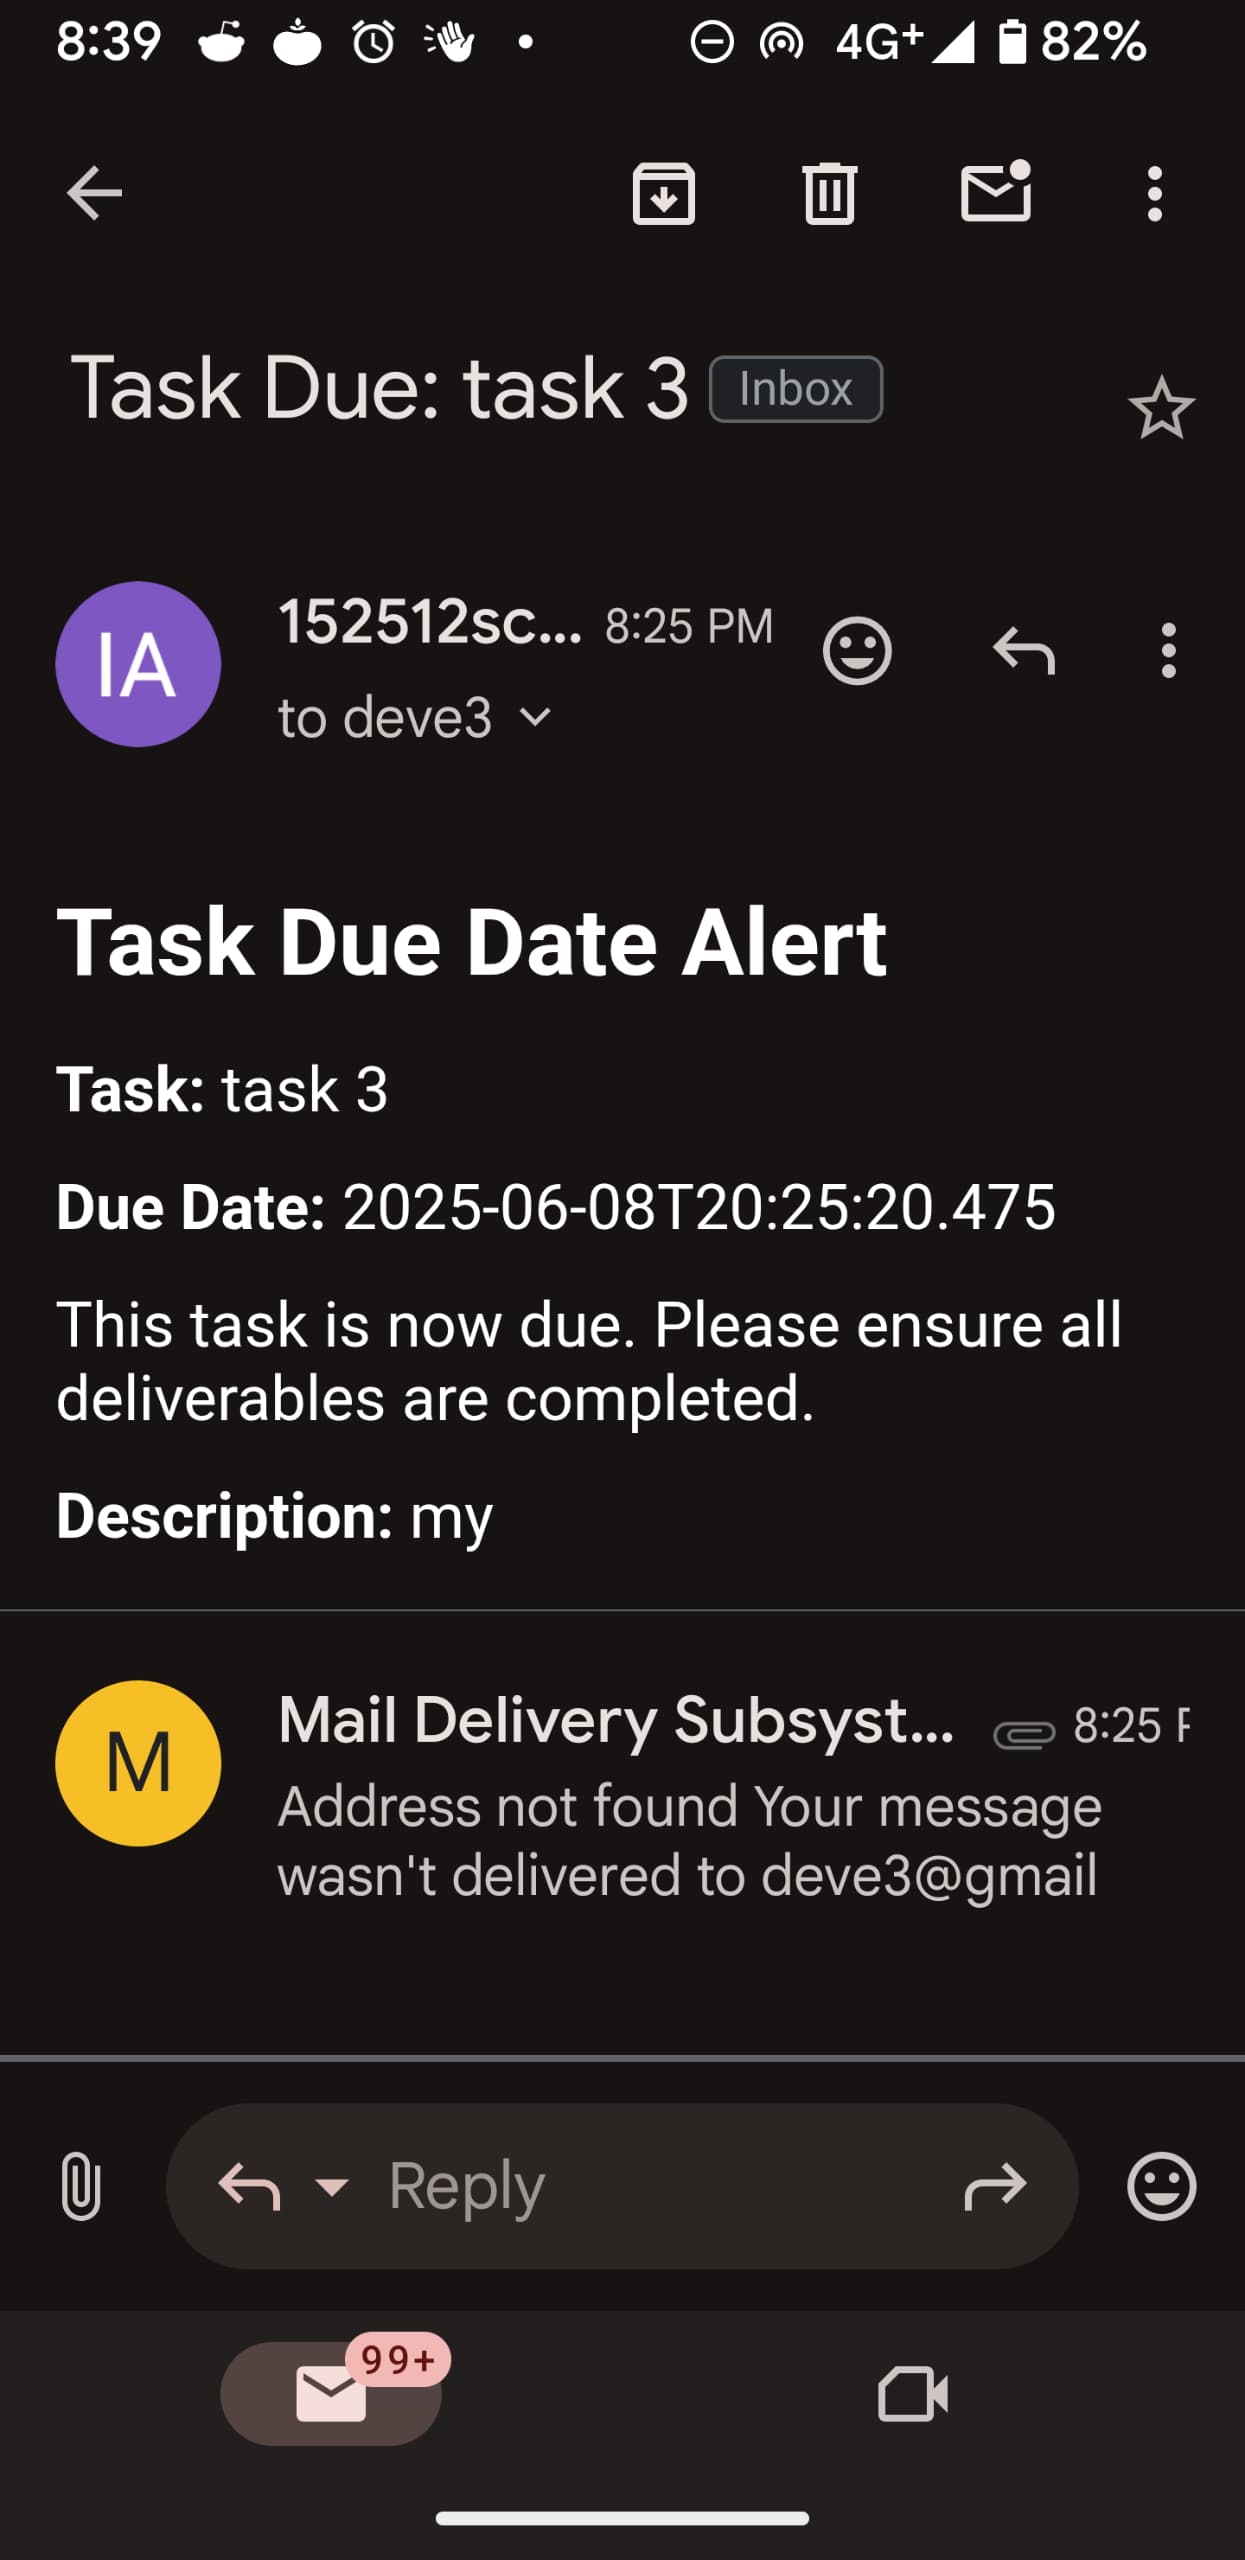 8:39 4G+ 82%
Task Due: task 3 Inbox
IA
152512sc... 8:25 PM
to deve3
Task Due Date Alert
Task: task 3
Due Date: 2025-06-08T20:25:20.475
This task is now due. Please ensure all
deliverables are completed.
Description: my
M
Mail Delivery Subsyst... 8:25 P
Address not found Your message
wasn't delivered to deve3@gmail
Reply
99+